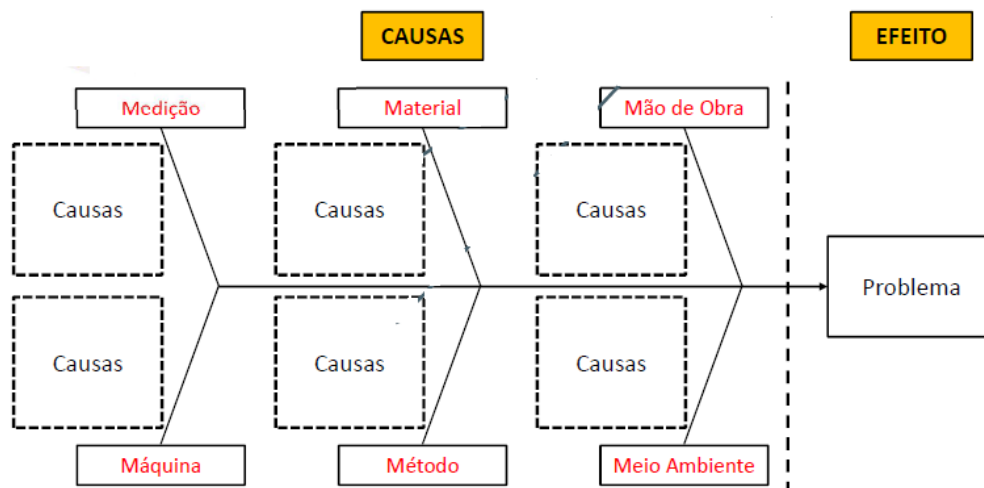 CAUSAS
EFEITO
Medição
Material
Mão de Obra
Causas
Causas
Causas
Problema
Causas
Causas
Causas
Máquina
Método
Meio Ambiente